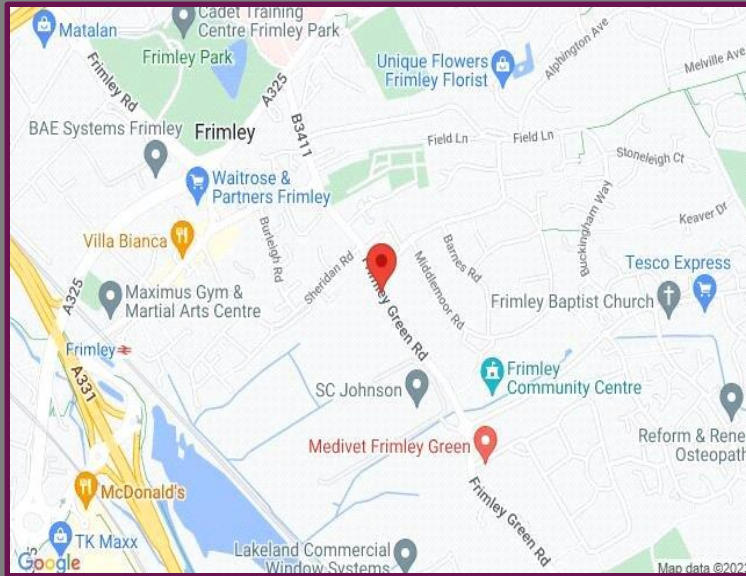 Matalan
Cadet Training
Centre Frimley Park
Frimley Park
A325
Unique Flowers
Frimley Florist
Alphington Ave
Melville Ave
Frimley Rd
BAE Systems Frimley
Frimley
B3411
Field Ln
Field Ln
Stoneleigh Ct
Waitrose &
Partners Frimley
Burleigh Rd
Villa Bianca
Sheridan Rd
Barnes Rd
Middlemoor Rd
Buckingham Way
Keaver Dr
A325
Maximus Gym &
Martial Arts Centre
Frimley Green Rd
Tesco Express
Frimley Baptist Church
Frimley
A331
SC Johnson
Frimley
Community Centre
Medivet Frimley Green
Reform & Rene
Osteopath
McDonald's
Frimley Green Rd
TK Maxx
Lakeland Commercial
Window Systems
Google
Map data ©202